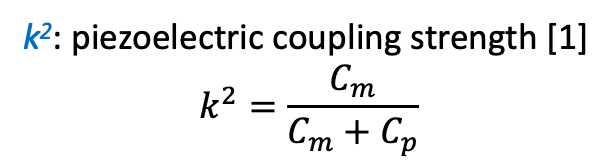 k²: piezoelectric coupling strength [1]
k² = Cₘ / (Cₘ + Cₚ)